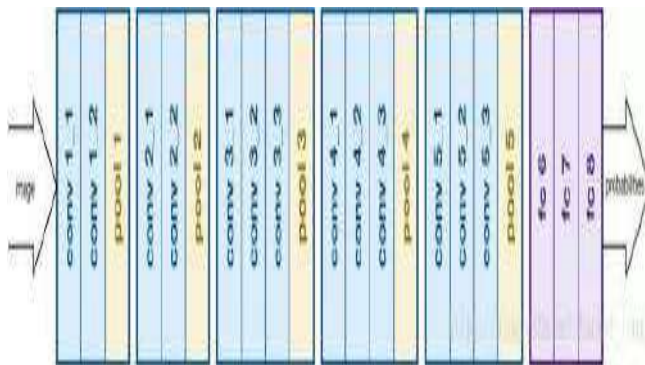 image
conv 1_1
conv 1_2
pool 1
conv 2_1
conv 2_2
pool 2
conv 3_1
conv 3_2
conv 3_3
pool 3
conv 4_1
conv 4_2
conv 4_3
pool 4
conv 5_1
conv 5_2
conv 5_3
pool 5
fc 6
fc 7
fc 8
probabilities